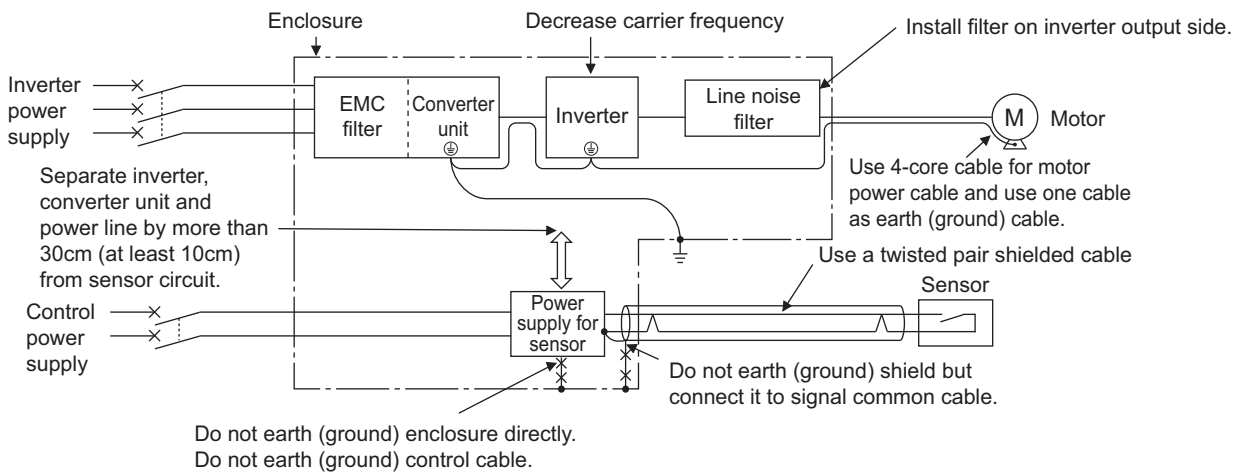 Enclosure
Decrease carrier frequency
Install filter on inverter output side.
Inverter
power
supply
EMC
filter
Converter
unit
Inverter
Line noise
filter
M
Motor
Use 4-core cable for motor
power cable and use one cable
as earth (ground) cable.
Separate inverter,
converter unit and
power line by more than
30cm (at least 10cm)
from sensor circuit.
Use a twisted pair shielded cable
Sensor
Control
power
supply
Power
supply for
sensor
Do not earth (ground) shield but
connect it to signal common cable.
Do not earth (ground) enclosure directly.
Do not earth (ground) control cable.